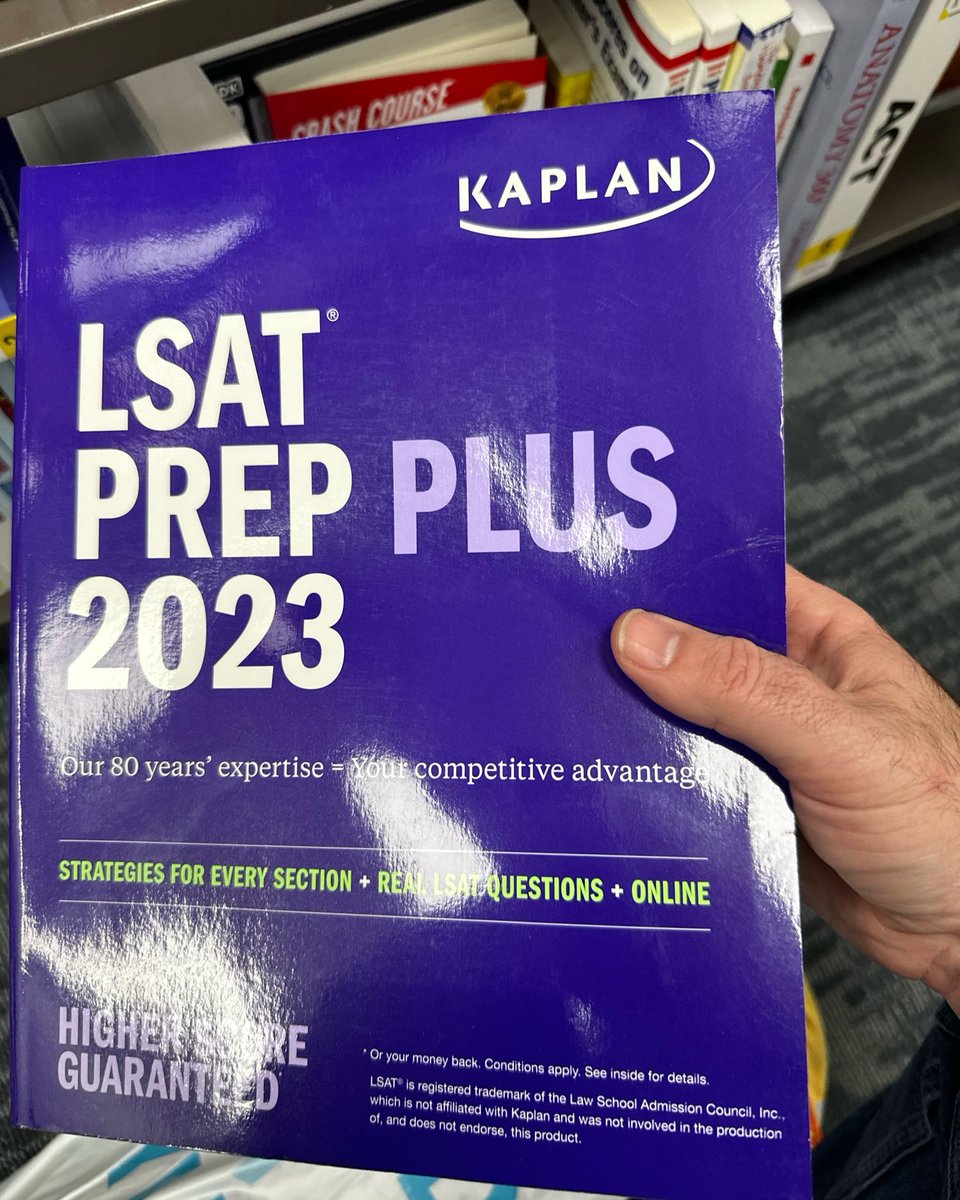 DK
CRASH COURSE
ANATOMY 360
ACT
KAPLAN
LSAT®
PREP PLUS
2023
Our 80 years’ expertise = Your competitive advantage
STRATEGIES FOR EVERY SECTION + REAL LSAT QUESTIONS + ONLINE
HIGHER SCORE
GUARANTEED*
* Or your money back. Conditions apply. See inside for details.
LSAT® is registered trademark of the Law School Admission Council, Inc.,
which is not affiliated with Kaplan and was not involved in the production
of, and does not endorse, this product.